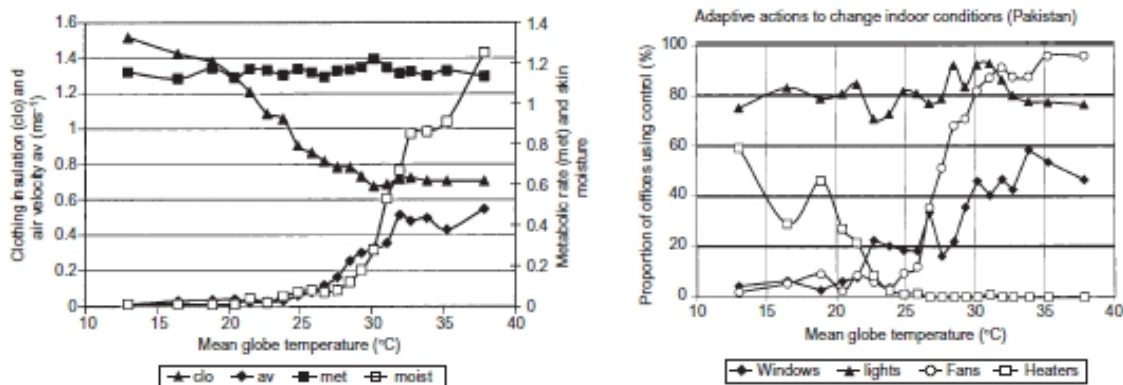 Clothing insulation (clo) and
air velocity av (ms⁻¹)
1.6
1.4
1.2
1
0.8
0.6
0.4
0.2
0
1.4
1.2
1
0.8
0.6
0.4
0.2
0
Metabolic rate (met) and skin
moisture
10 15 20 25 30 35 40
Mean globe temperature (°C)
clo av met moist
Adaptive actions to change indoor conditions (Pakistan)
Proportion of offices using control (%)
100
80
60
40
20
0
10 15 20 25 30 35 40
Mean globe temperature (°C)
Windows lights Fans Heaters